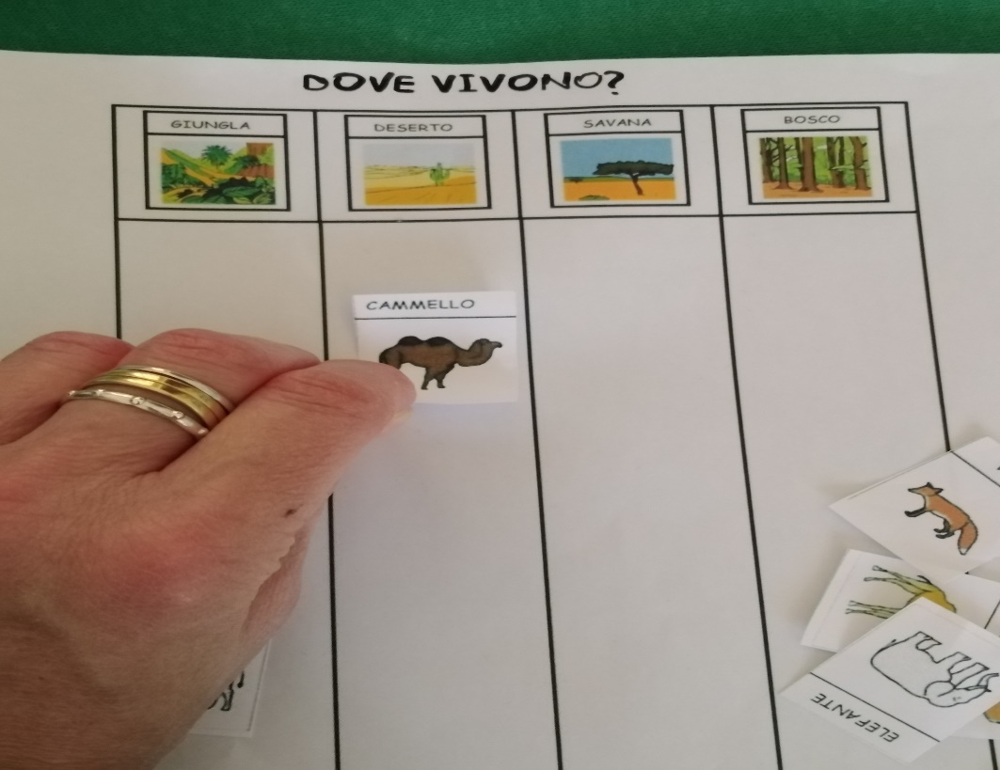 DOVE VIVONO?
GIUNGLA
DESERTO
SAVANA
BOSCO
CAMMELLO
ELEFANTE